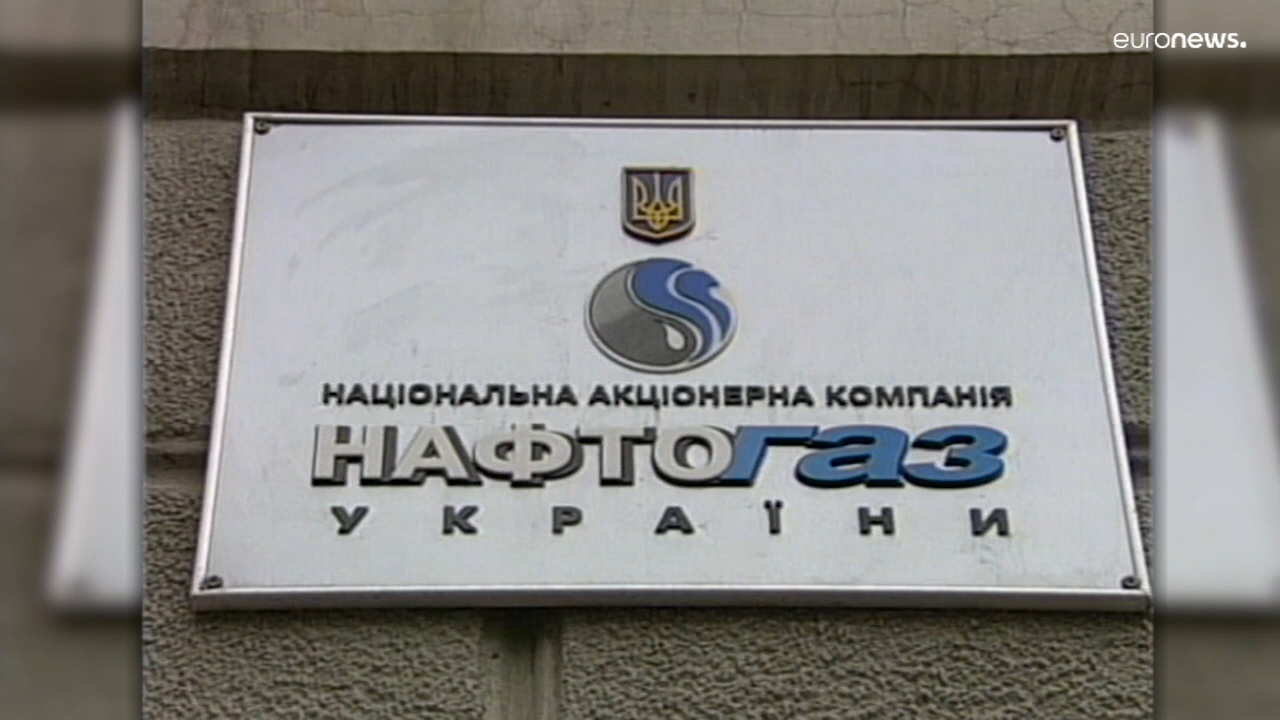 euronews.
НАЦІОНАЛЬНА АКЦІОНЕРНА КОМПАНІЯ
НАФТОГАЗ
УКРАЇНИ